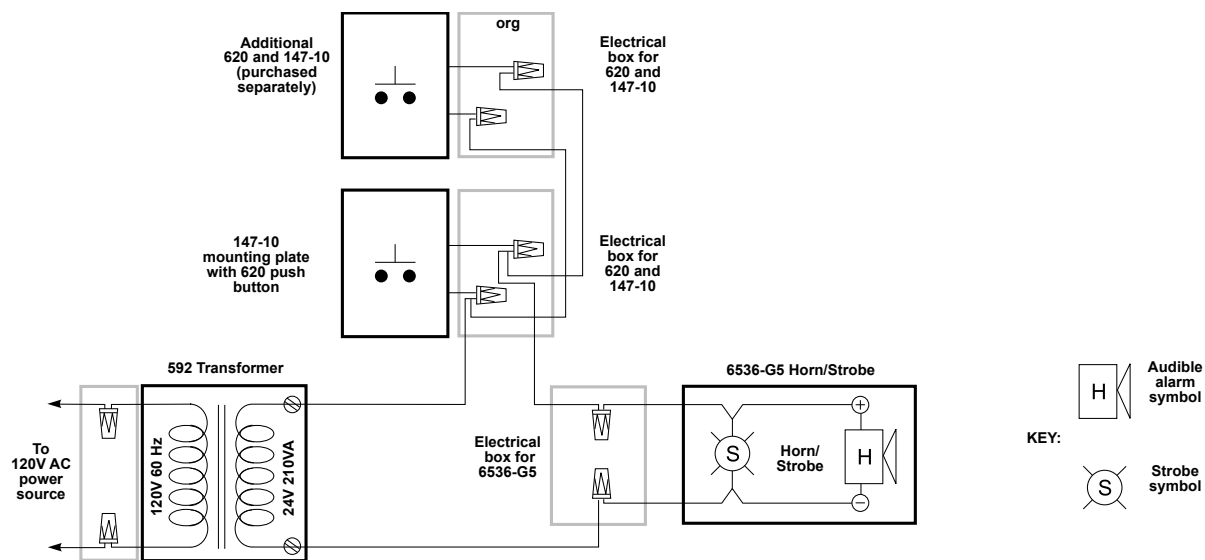 Additional
620 and 147-10
(purchased
separately)
org
Electrical
box for
620 and
147-10
147-10
mounting plate
with 620 push
button
Electrical
box for
620 and
147-10
592 Transformer
To
120V AC
power
source
120V 60 Hz
24V 210VA
Electrical
box for
6536-G5
6536-G5 Horn/Strobe
S
Horn/
Strobe
+
H
−
KEY:
H
Audible
alarm
symbol
S
Strobe
symbol